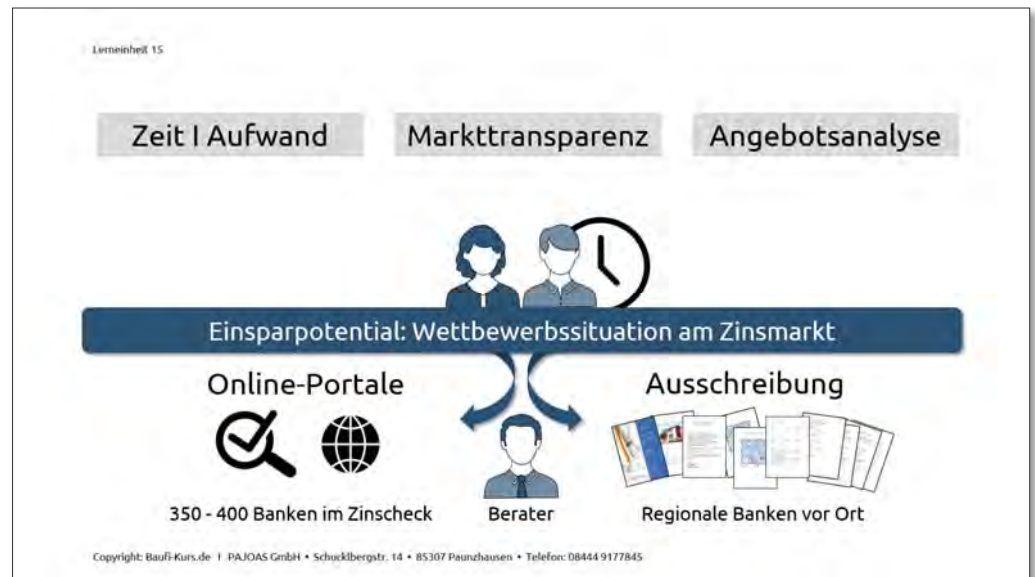 Lerneinheit 15
Zeit I Aufwand
Markttransparenz
Angebotsanalyse
Einsparpotential: Wettbewerbssituation am Zinsmarkt
Online-Portale
Ausschreibung
350 - 400 Banken im Zinscheck
Berater
Regionale Banken vor Ort
Copyright: Baufi-Kurs.de I PAJOAS GmbH • Schucklbergstr. 14 • 85307 Paunzhausen • Telefon: 08444 9177845